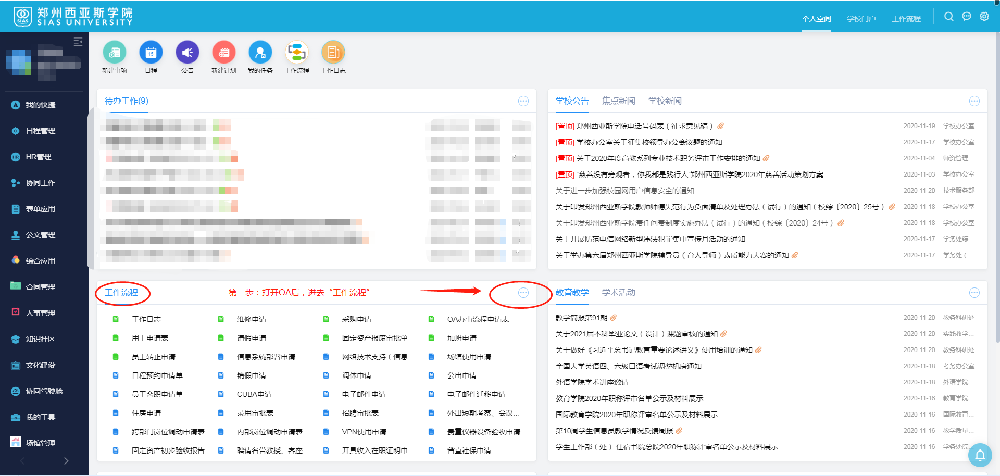 郑州西亚斯学院
SIAS UNIVERSITY
SIAS
个人空间
学校门户
工作流程
新建事项
日程
15
公告
新建计划
我的任务
工作流程
工作日志
我的快捷
日程管理
HR管理
HR
协同工作
表单应用
公文管理
综合应用
合同管理
人事管理
知识社区
文化建设
协同驾驶舱
我的工具
场馆管理
待办工作(9)
学校公告 焦点新闻 学校新闻
[置顶] 郑州西亚斯学院电话号码表（征求意见稿） 2020-11-19 学校办公室
[置顶] 学校办公室关于征集校领导办公会议题的通知 2020-11-17 学校办公室
[置顶] 关于2020年度高教系列专业技术职务评审工作安排的通知 2020-11-04 师资管理...
[置顶] “慈善没有旁观者，你我都是践行人”郑州西亚斯学院2020年慈善活动策划方案 2020-11-03 学校办公室
关于进一步加强校园网用户信息安全的通知 2020-11-20 技术服务部
关于印发郑州西亚斯学院教师师德失范行为负面清单及处理办法（试行）的通知（校综〔2020〕25号） 2020-11-18 学校办公室
关于印发郑州西亚斯学院责任问责制度实施办法（试行）的通知（校综〔2020〕24号） 2020-11-18 学校办公室
关于开展防范电信网络新型违法犯罪集中宣传月活动的通知 2020-11-17 学务处综...
关于举办第六届郑州西亚斯学院辅导员（育人导师）素质能力大赛的通知 2020-11-17 学务处（...
工作流程
第一步：打开OA后，进去“工作流程”
工作日志 维修申请 采购申请 OA办事流程申请表
用工申请表 请假申请 固定资产报废审批单 加班申请
员工转正申请 信息系统部署申请 网络技术支持（信息... 场馆使用申请
日程预约申请单 销假申请 调休申请 公出申请
员工离职申请单 CUBA申请 电子邮件申请 电子邮件迁移申请
住房申请 录用审批表 招聘审批表 外出短期考察、会议...
跨部门岗位调动申请表 内部岗位调动申请表 VPN使用申请 贵重仪器设备验收申请
固定资产初步验收报告 聘请名誉教授、客座... 开具收入在职证明申... 省直社保申请
教育教学 学术活动
教学简报第91期 2020-11-20 教务科研处
关于2021届本科毕业论文（设计）课题审核的通知 2020-11-20 实践教学...
关于做好《习近平总书记教育重要论述讲义》使用培训的通知 2020-11-20 教务科研处
全国大学英语四、六级口语考试调整机房通知 2020-11-18 考务办公室
外语学院学术讲座邀请 2020-11-18 外语学院...
教育学院2020年职称评审名单公示及材料展示 2020-11-16 教育学院...
国际教育学院2020年职称评审名单公示及材料展示 2020-11-16 国际教育...
第10周学生信息员教学情况反馈周报 2020-11-16 教学质量...
学生工作部（处） 住宿书院总院2020年职称评审名单公示及材料展示 2020-11-16 学务处综...